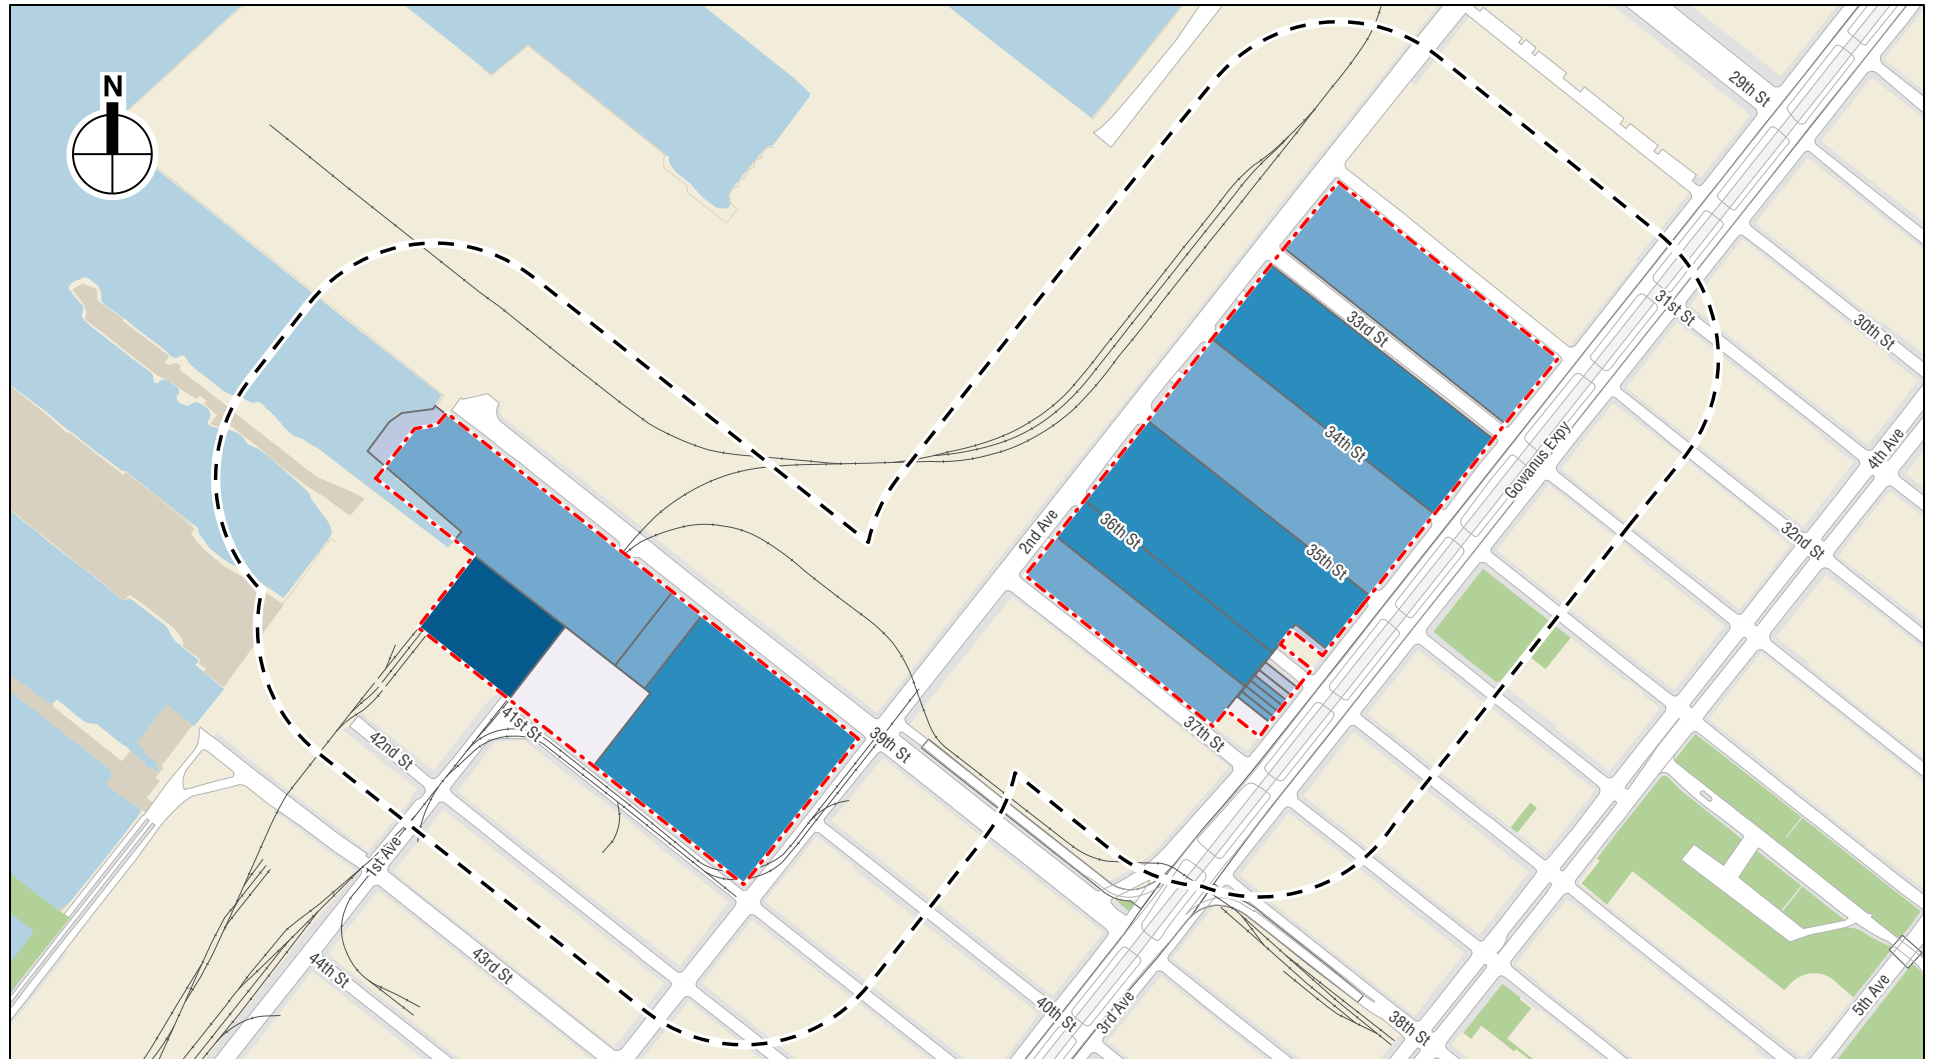 N
29th St
31st St
30th St
33rd St
34th St
4th Ave
Gowanus Expy
2nd Ave
36th St
35th St
32nd St
41st St
42nd St
39th St
37th St
1st Ave
44th St
43rd St
40th St
3rd Ave
38th St
5th Ave